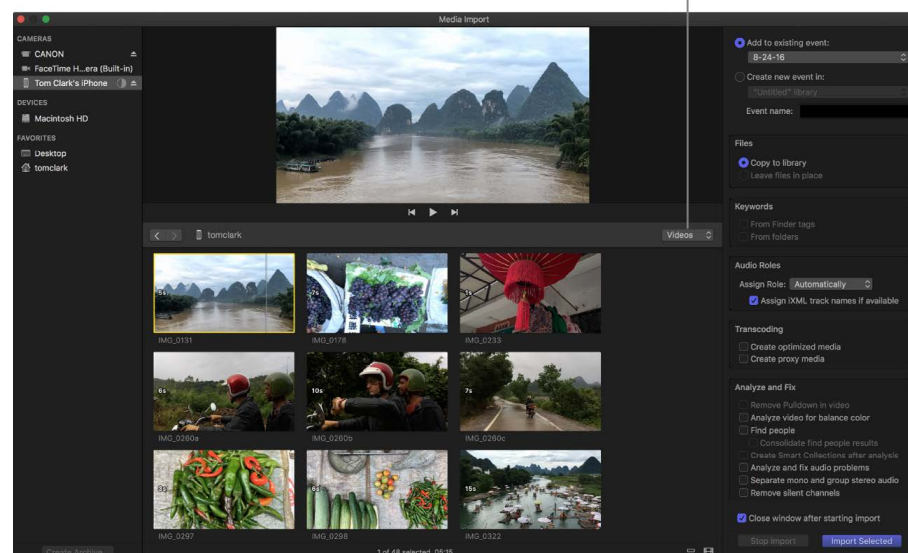 Media Import
CAMERAS
CANON
FaceTime H...era (Built-in)
Tom Clark's iPhone
DEVICES
Macintosh HD
FAVORITES
Desktop
tomclark
tomclark
Videos
5s
IMG_0131
7s
IMG_0178
1s
IMG_0233
6s
IMG_0260a
10s
IMG_0260b
7s
IMG_0260c
3s
IMG_0297
6s
IMG_0298
15s
IMG_0322
Create Archive...
1 of 46 selected, 05:15
Add to existing event:
8-24-16
Create new event in:
"Untitled" library
Event name:
Files
Copy to library
Leave files in place
Keywords
From Finder tags
From folders
Audio Roles
Assign Role: Automatically
Assign iXML track names if available
Transcoding
Create optimized media
Create proxy media
Analyze and Fix
Remove Pulldown in video
Analyze video for balance color
Find people
Consolidate find people results
Create Smart Collections after analysis
Analyze and fix audio problems
Separate mono and group stereo audio
Remove silent channels
Close window after starting import
Stop Import
Import Selected